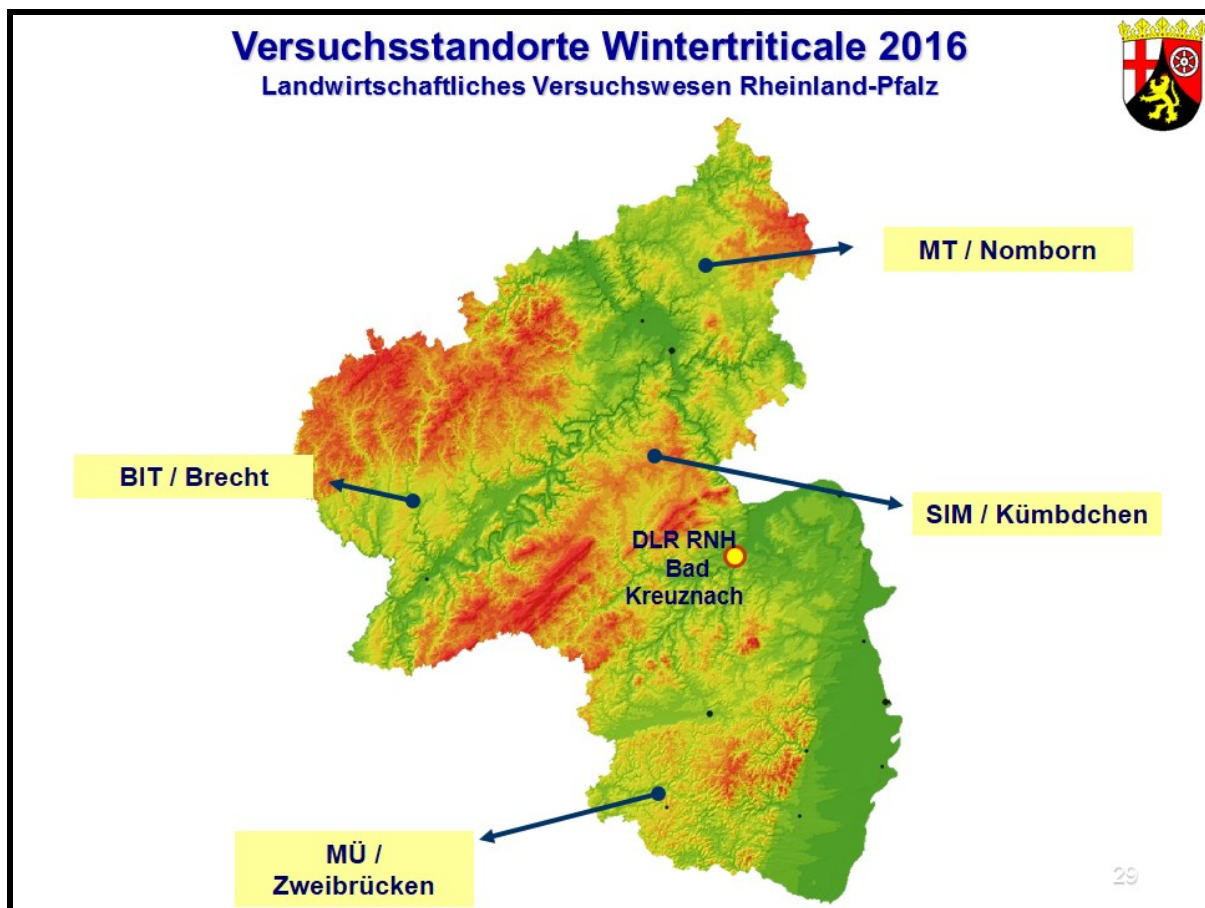 Versuchsstandorte Wintertriticale 2016
Landwirtschaftliches Versuchswesen Rheinland-Pfalz
MT / Nomborn
BIT / Brecht
SIM / Kümbdchen
DLR RNH
Bad
Kreuznach
MÜ /
Zweibrücken
29